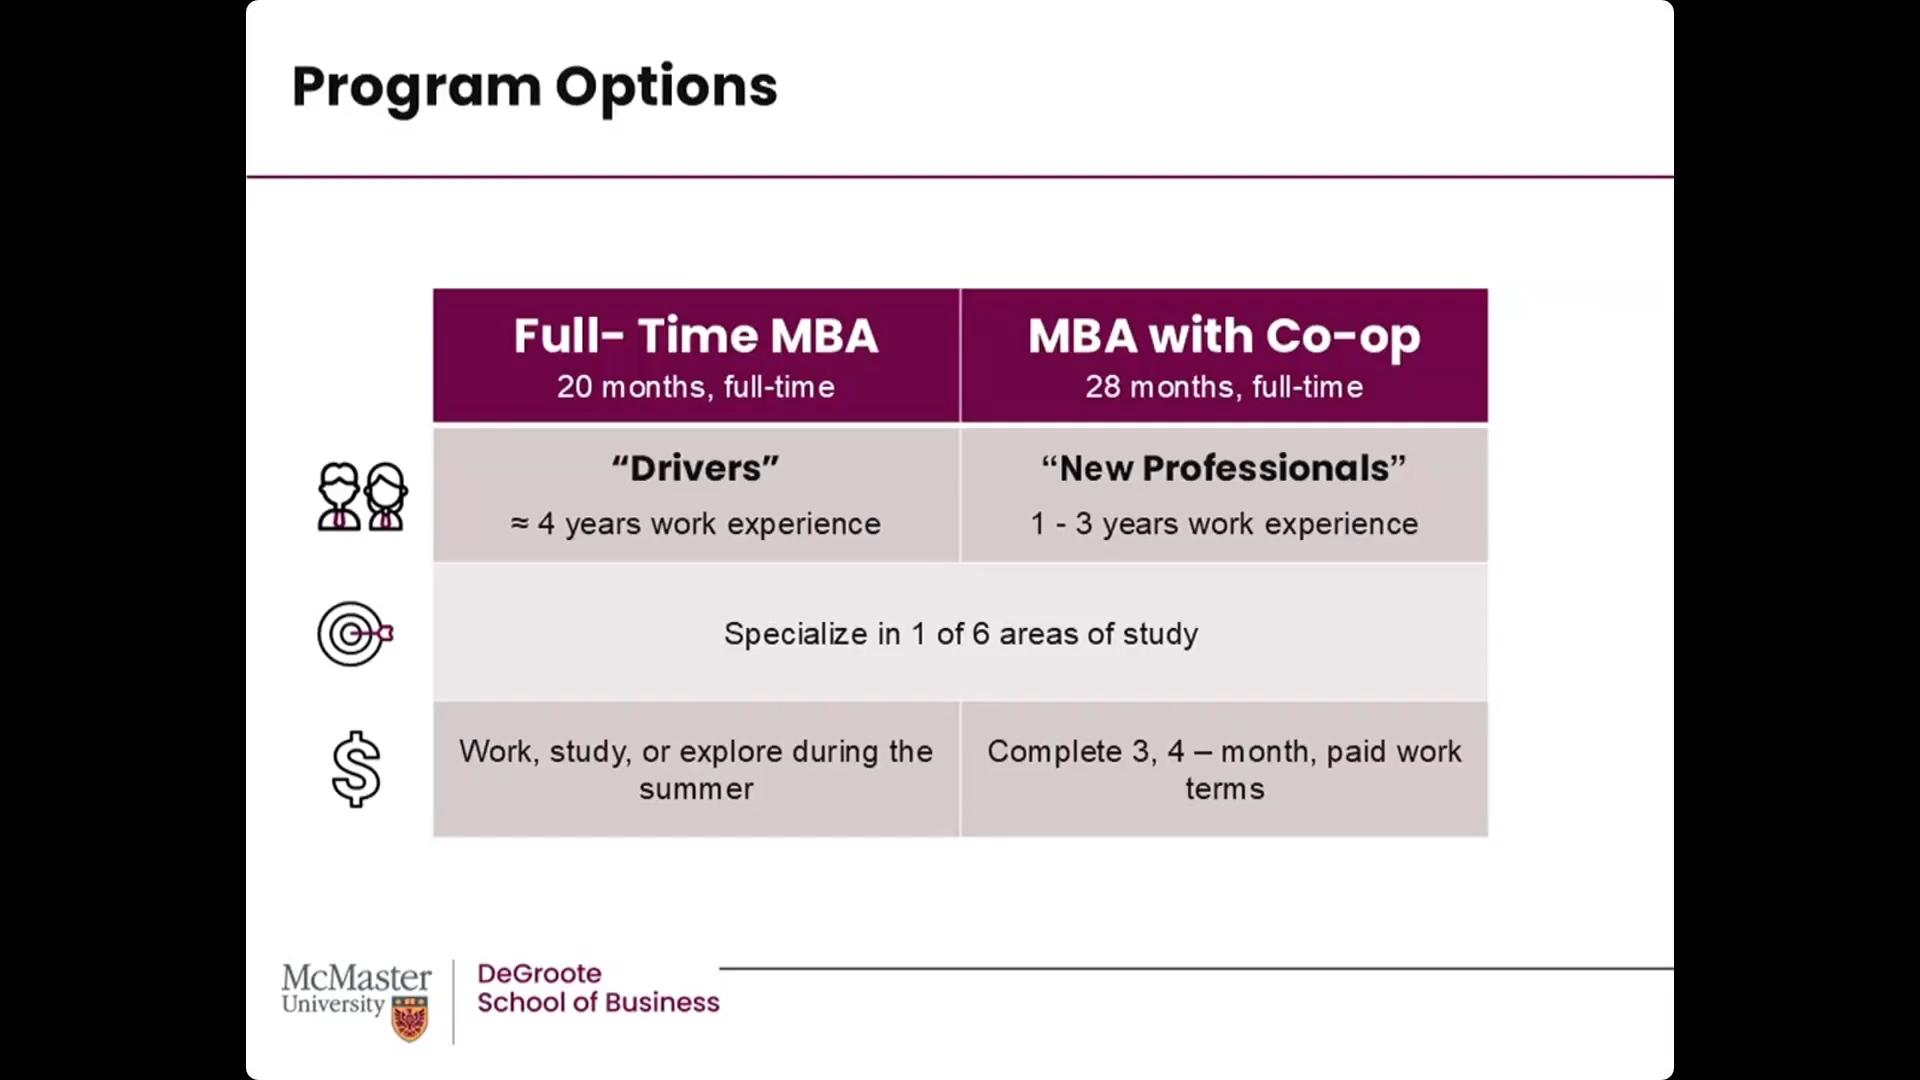 Program Options
Full- Time MBA
20 months, full-time
MBA with Co-op
28 months, full-time
“Drivers”
≈ 4 years work experience
“New Professionals”
1 - 3 years work experience
Specialize in 1 of 6 areas of study
Work, study, or explore during the
summer
Complete 3, 4 – month, paid work
terms
McMaster
University
DeGroote
School of Business